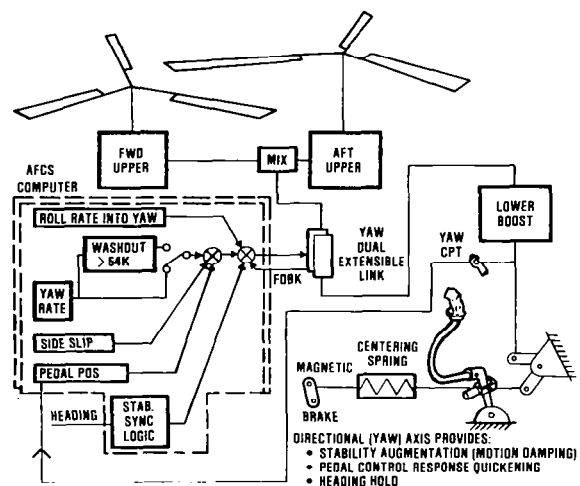 FWD
UPPER
MIX
AFT
UPPER
AFCS
COMPUTER
LOWER
BOOST
ROLL RATE INTO YAW
WASHOUT
> 64K
YAW
RATE
FDBK
YAW
DUAL
EXTENSIBLE
LINK
YAW
CPT
SIDE SLIP
PEDAL POS
HEADING
STAB.
SYNC
LOGIC
CENTERING
SPRING
MAGNETIC
BRAKE
DIRECTIONAL (YAW) AXIS PROVIDES:
• STABILITY AUGMENTATION (MOTION DAMPING)
• PEDAL CONTROL RESPONSE QUICKENING
• HEADING HOLD